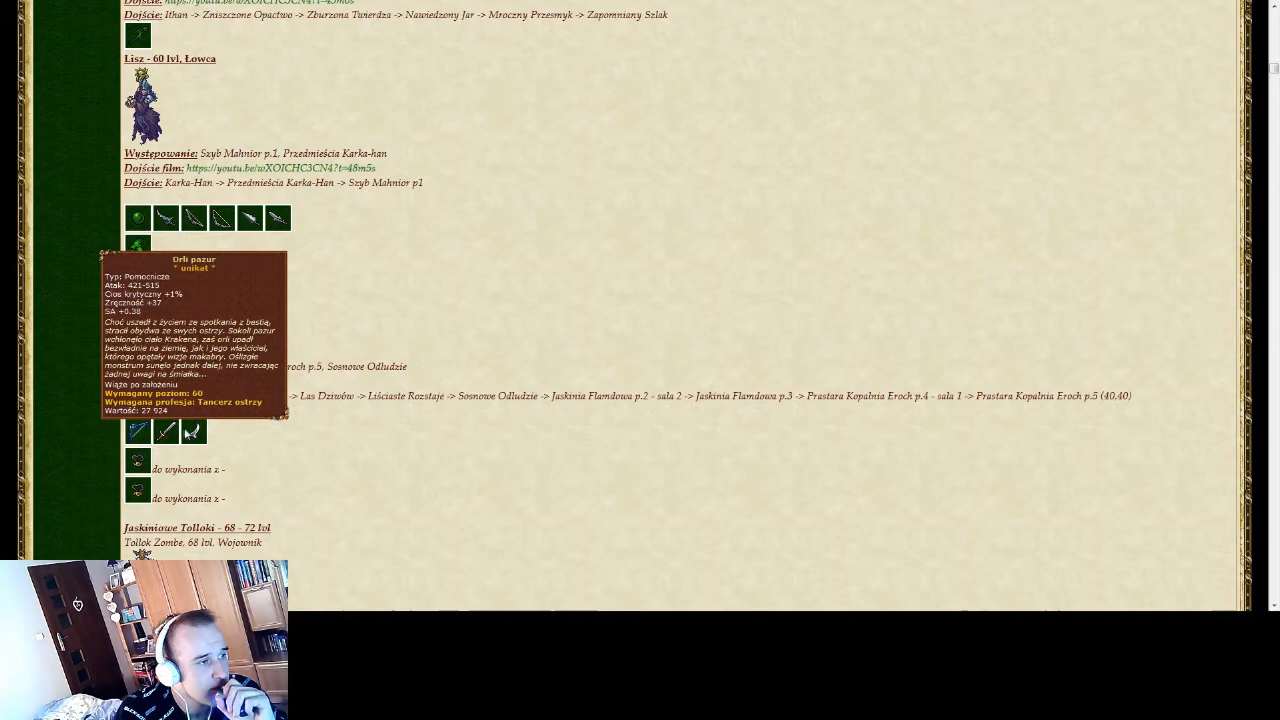 Dojście: https://youtu.be/wXOICHC3CN4?t=45m6s
Dojście: Ithan -> Zniszczone Opactwo -> Zburzona Twierdza -> Nawiedzony Jar -> Mroczny Przesmyk -> Zapomniany Szlak
Lisz - 60 lvl, Łowca
Występowanie: Szyb Mahnior p.1, Przedmieścia Karka-han
Dojście film: https://youtu.be/wXOICHC3CN4?t=48m5s
Dojście: Karka-Han -> Przedmieścia Karka-Han -> Szyb Mahnior p1
Orli pazur
* unikat *
Typ: Pomocnicze
Atak: 421-515
Cios krytyczny +1%
Zręczność +37
SA +0.38
Choć uszedł z życiem ze spotkania z bestią,
stracił obydwa ze swych ostrzy. Sokoli pazur
wchłonęło ciało Krakena, zaś orli upadł
bezwładnie na ziemię, jak i jego właściciel,
którego opętały wizje makabry. Oślizgłe
monstrum sunęło jednak dalej, nie zwracając
żadnej uwagi na śmiałka...
Wiąże po założeniu
Wymagany poziom: 60
Wymagana profesja: Tancerz ostrzy
Wartość: 27 924
roch p.5, Sosnowe Odludzie
-> Las Dziwów -> Liściaste Rozstaje -> Sosnowe Odludzie -> Jaskinia Flamdowa p.2 - sala 2 -> Jaskinia Flamdowa p.3 -> Prastara Kopalnia Eroch p.4 - sala 1 -> Prastara Kopalnia Eroch p.5 (40,40)
do wykonania z -
do wykonania z -
Jaskiniowe Tolloki - 68 - 72 lvl
Tollok Zombe, 68 lvl, Wojownik